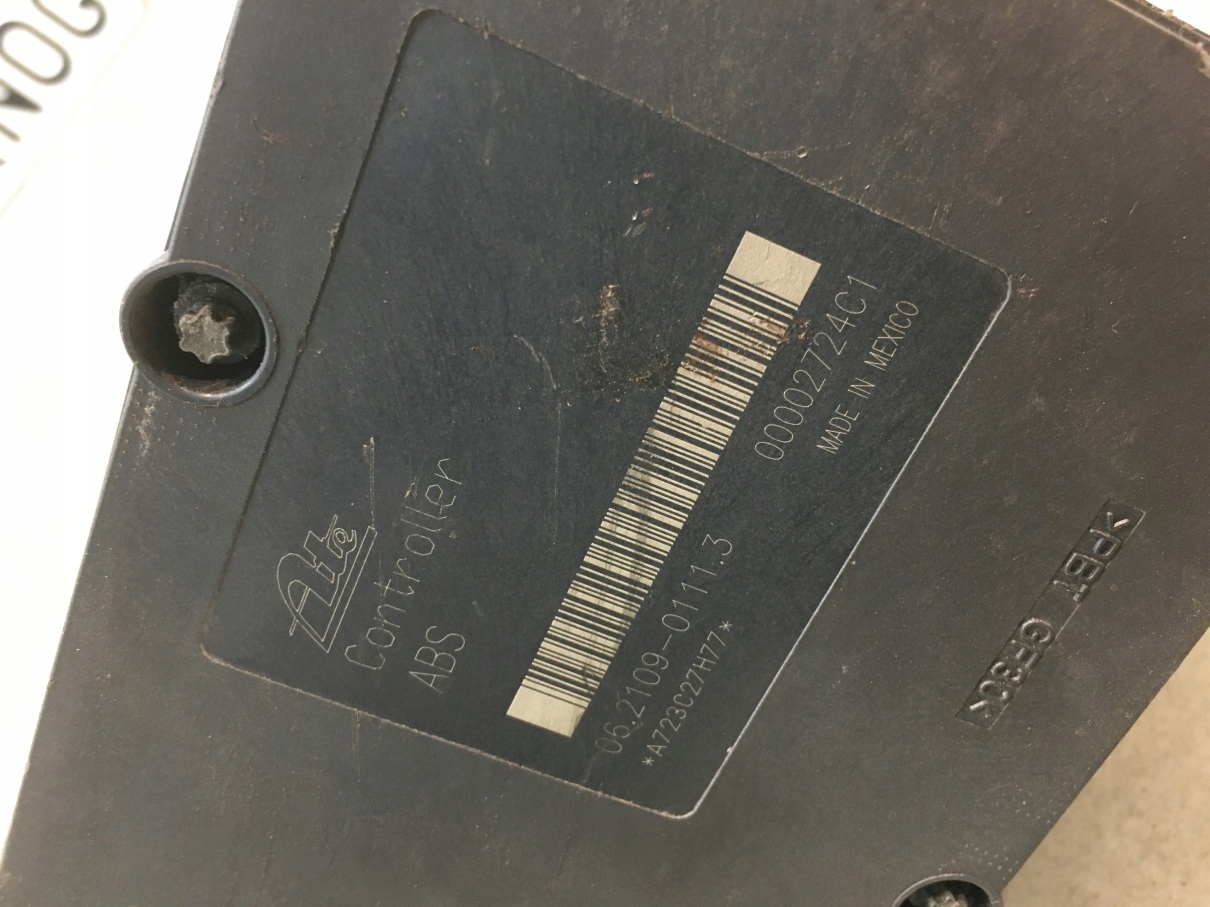 Ate
Controller
ABS
06.2109-0111.3
00002724C1
*A723C27H77*
MADE IN MEXICO
>PBT GF30<